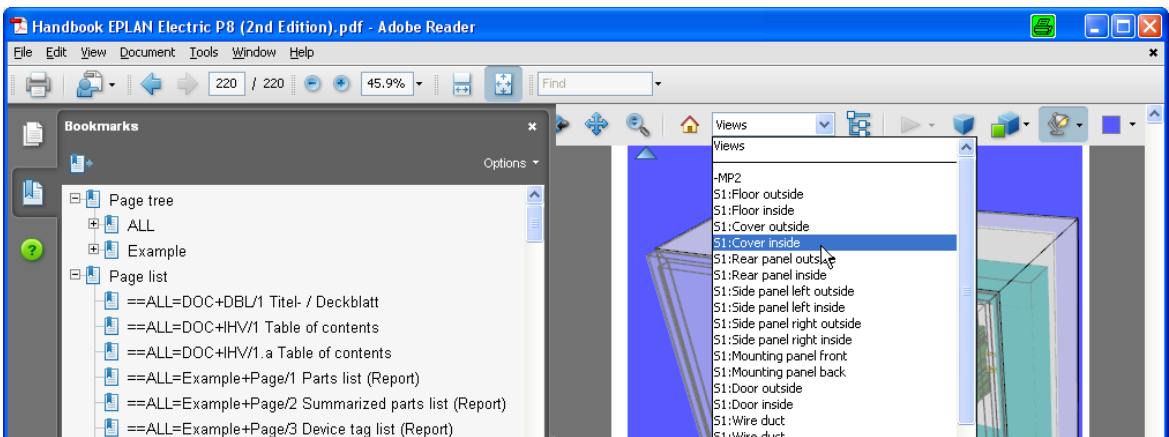 Handbook EPLAN Electric P8 (2nd Edition).pdf - Adobe Reader
File Edit View Document Tools Window Help
220 / 220 45.9% Find
Bookmarks
Options
Page tree
ALL
Example
Page list
==ALL=DOC+DBL/1 Titel- / Deckblatt
==ALL=DOC+IHV/1 Table of contents
==ALL=DOC+IHV/1.a Table of contents
==ALL=Example+Page/1 Parts list (Report)
==ALL=Example+Page/2 Summarized parts list (Report)
==ALL=Example+Page/3 Device tag list (Report)
Views
Views
-MP2
S1:Floor outside
S1:Floor inside
S1:Cover outside
S1:Cover inside
S1:Rear panel outside
S1:Rear panel inside
S1:Side panel left outside
S1:Side panel left inside
S1:Side panel right outside
S1:Side panel right inside
S1:Mounting panel front
S1:Mounting panel back
S1:Door outside
S1:Door inside
S1:Wire duct
S1:Wire duct